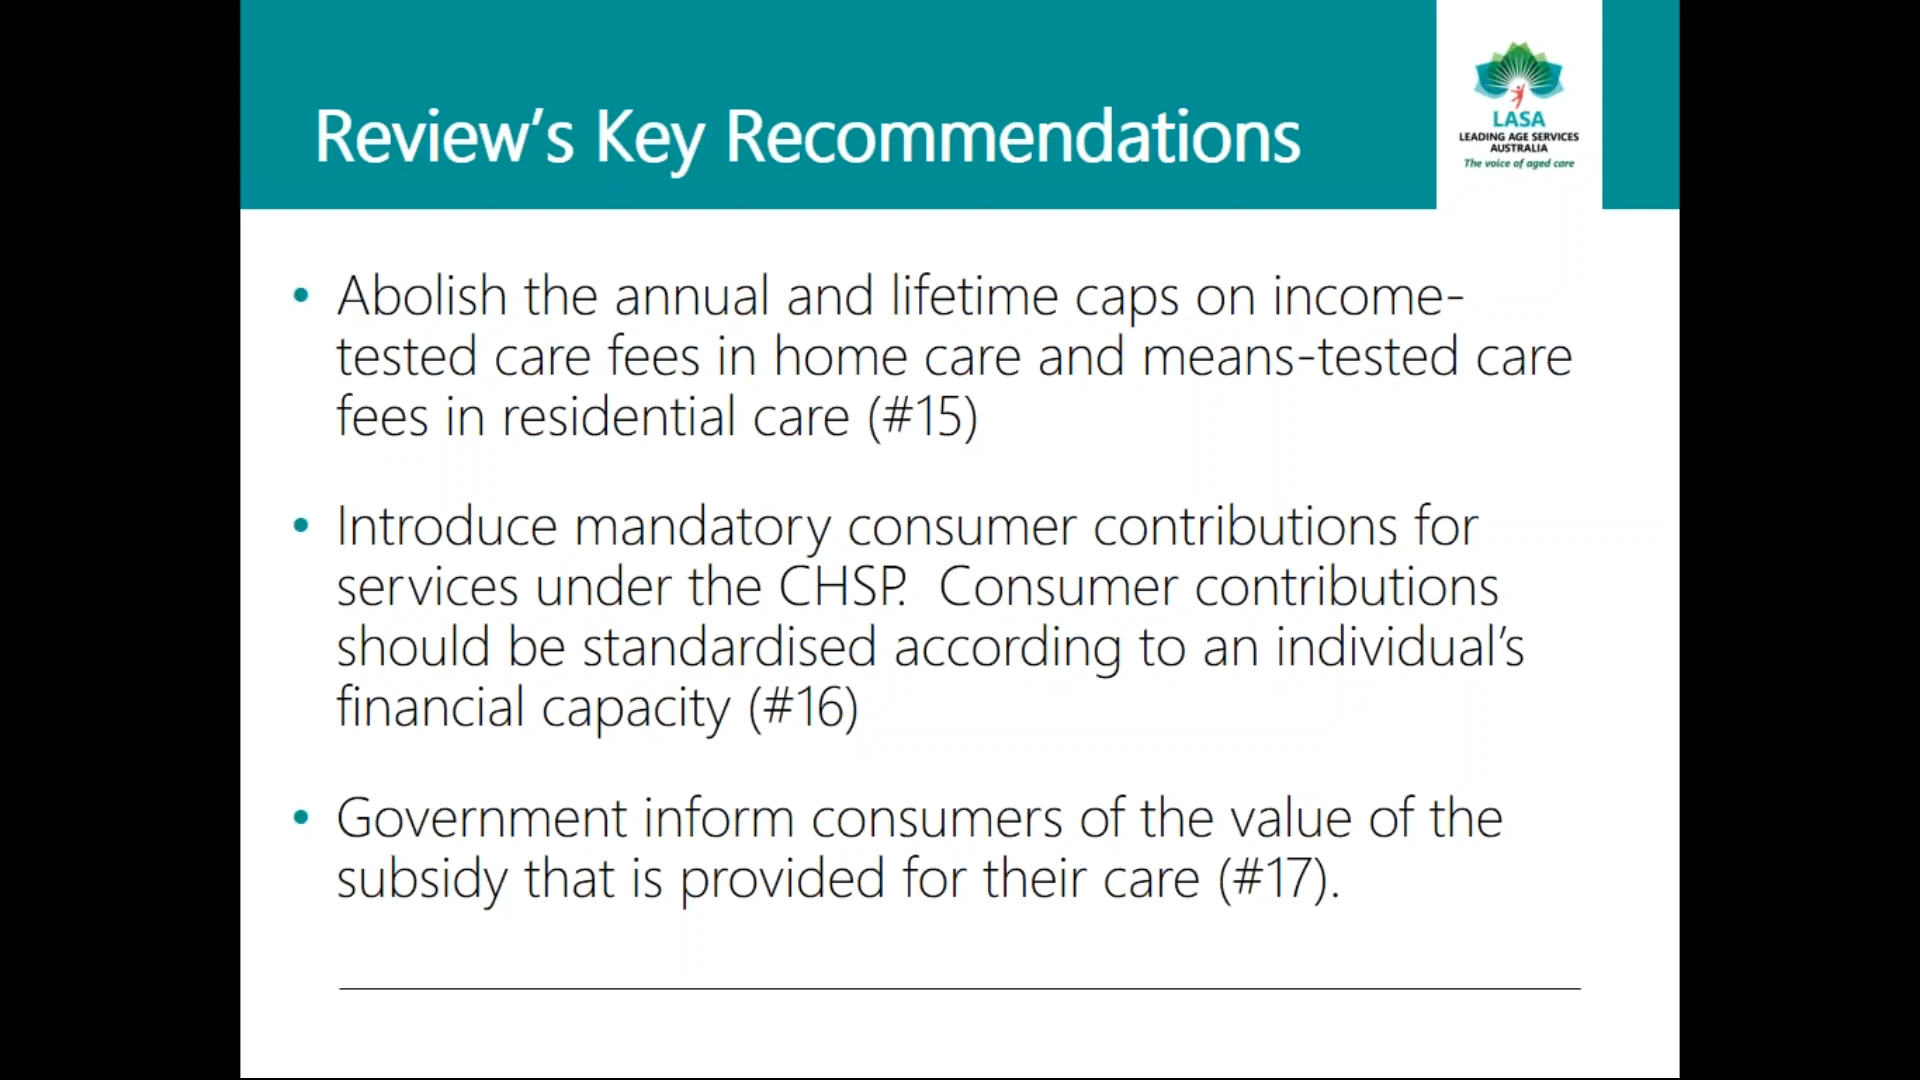 Review's Key Recommendations
LASA
LEADING AGE SERVICES
AUSTRALIA
The voice of aged care
• Abolish the annual and lifetime caps on income-
tested care fees in home care and means-tested care
fees in residential care (#15)
• Introduce mandatory consumer contributions for
services under the CHSP.  Consumer contributions
should be standardised according to an individual's
financial capacity (#16)
• Government inform consumers of the value of the
subsidy that is provided for their care (#17).